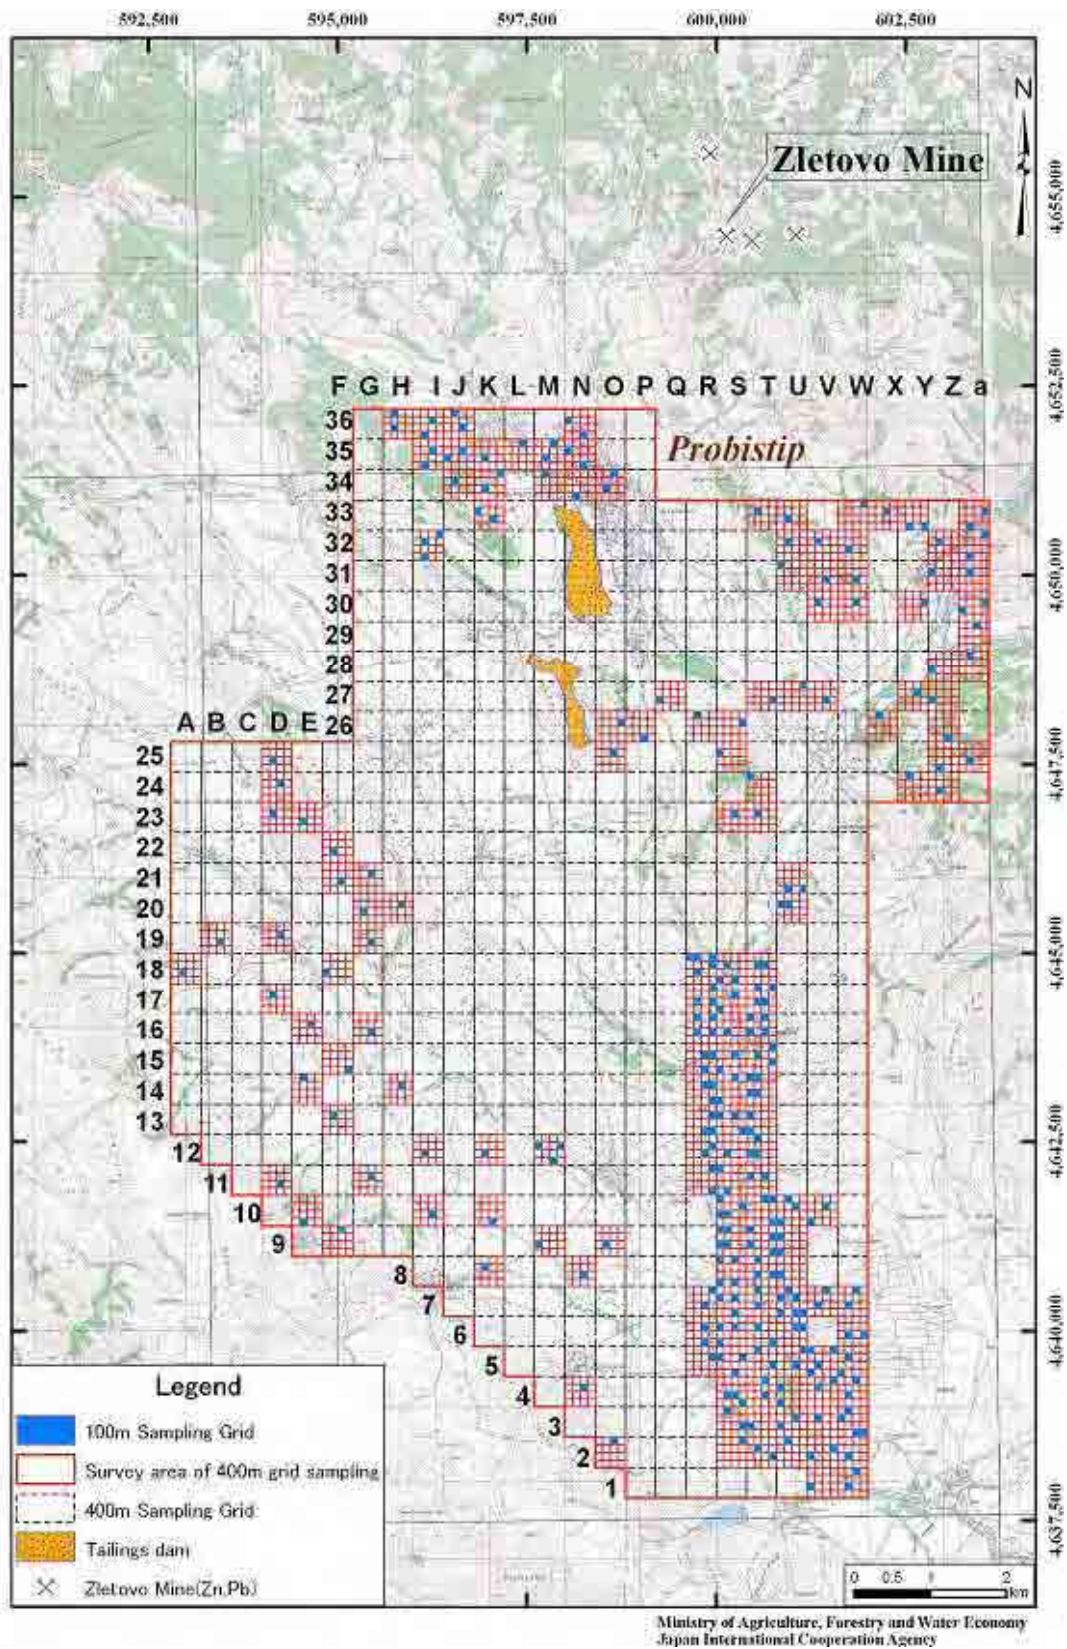 592,500 595,000 597,500 600,000 602,500
N
Zletovo Mine
4,655,000
4,652,500
F G H I J K L M N O P Q R S T U V W X Y Z a
36
Probistip
35
34
33
32
31
4,650,000
30
29
28
27
A B C D E 26
25
4,647,500
24
23
22
21
20
19
4,645,000
18
17
16
15
14
13
4,642,500
12
11
10
9
8
7
4,640,000
6
5
4
3
2
1
4,637,500
Legend
100m Sampling Grid
Survey area of 400m grid sampling
400m Sampling Grid
Tailings dam
Zletovo Mine(Zn,Pb)
0 0.5 1 2
km
Ministry of Agriculture, Forestry and Water Economy
Japan International Cooperation Agency